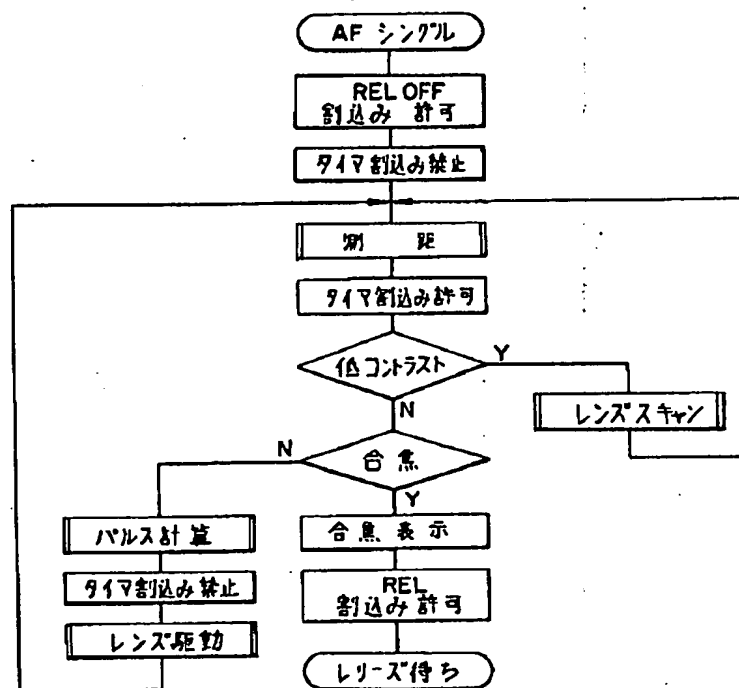 AF シングル
REL OFF
割込み 許可
タイマ割込み禁止
測 距
タイマ割込み許可
低コントラスト
Y
N
レンズスキャン
合 焦
N
Y
パルス計算
合 焦 表 示
タイマ割込み禁止
REL
割込み許可
レンズ駆動
レリーズ待ち